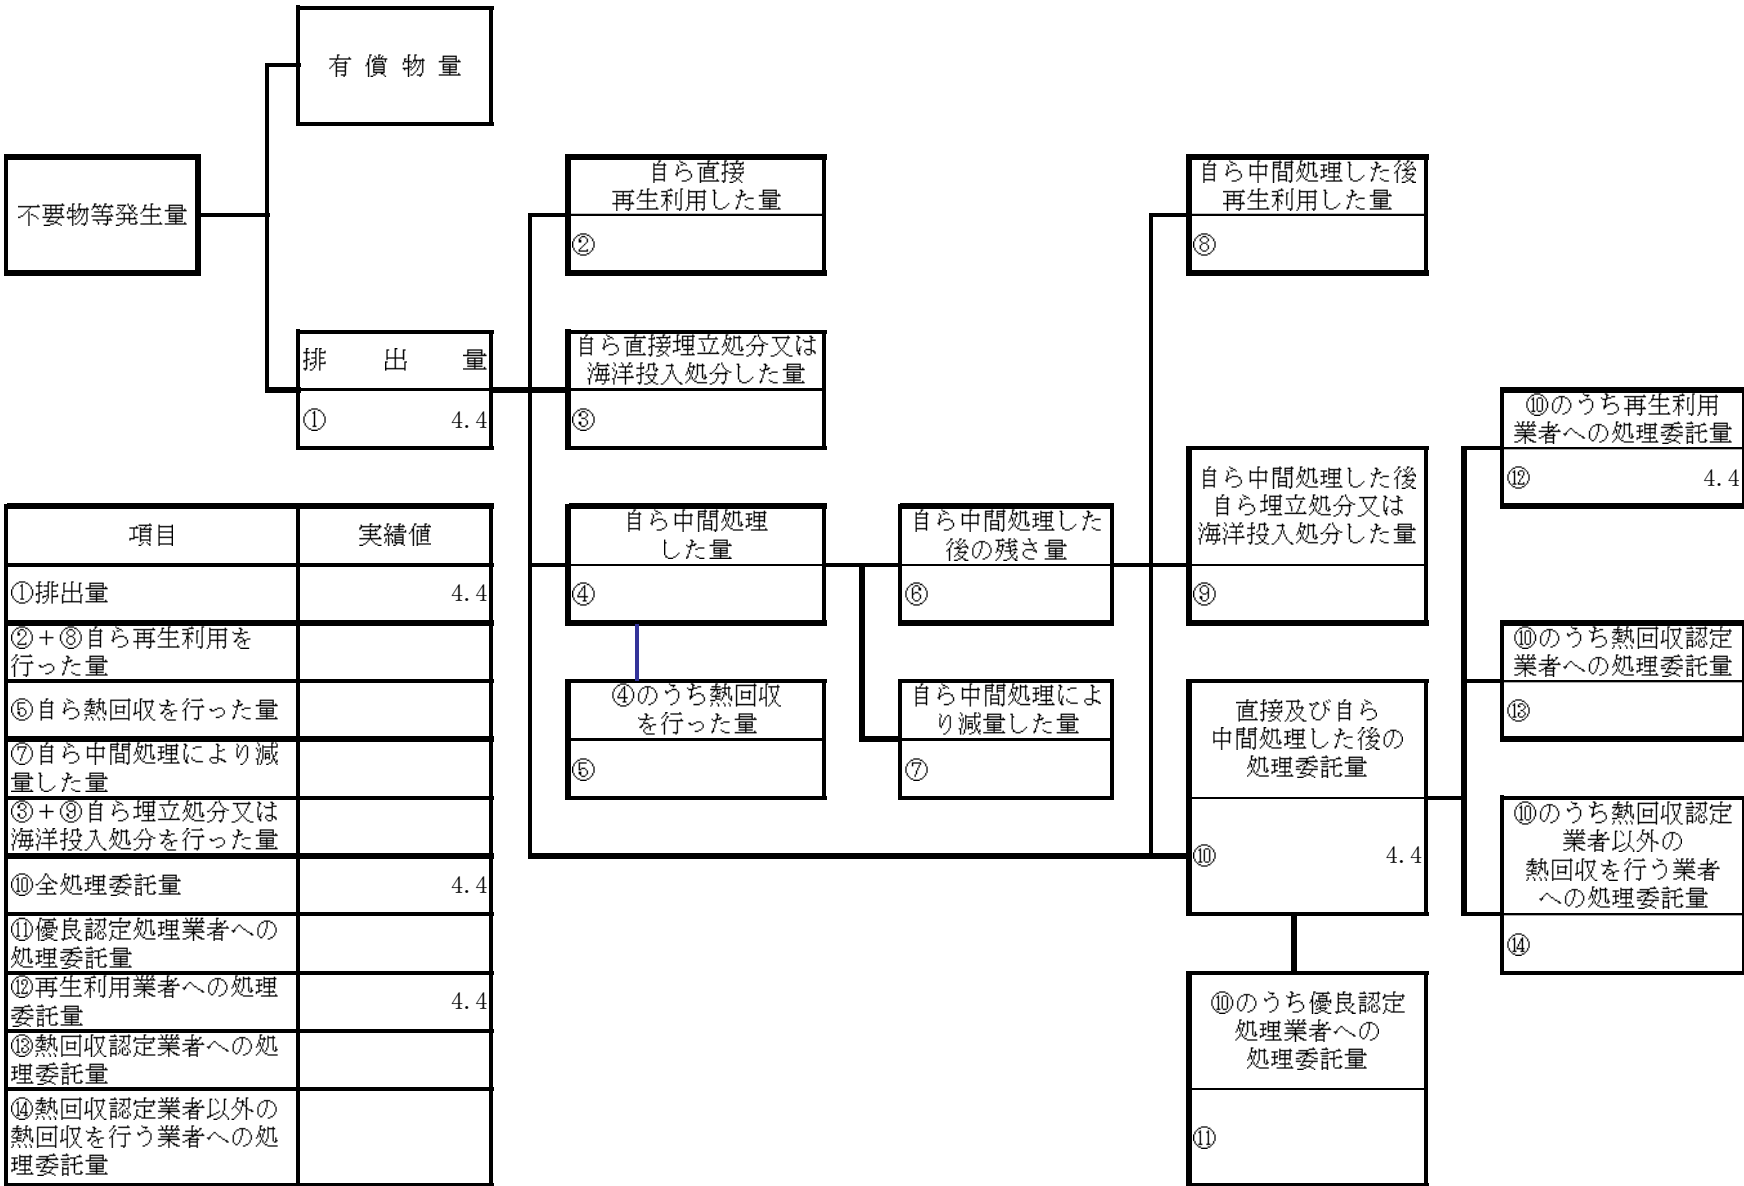 有償物量
不要物等発生量
自ら直接
再生利用した量
②
自ら中間処理した後
再生利用した量
⑧
排出量
① 4.4
自ら直接埋立処分又は
海洋投入処分した量
③
⑩のうち再生利用
業者への処理委託量
⑫ 4.4
自ら中間処理
した量
④
自ら中間処理した
後の残さ量
⑥
自ら中間処理した後
自ら埋立処分又は
海洋投入処分した量
⑨
⑩のうち熱回収認定
業者への処理委託量
⑬
④のうち熱回収
を行った量
⑤
自ら中間処理によ
り減量した量
⑦
直接及び自ら
中間処理した後の
処理委託量
⑩ 4.4
⑩のうち熱回収認定
業者以外の
熱回収を行う業者
への処理委託量
⑭
⑩のうち優良認定
処理業者への
処理委託量
⑪
項目 実績値
①排出量 4.4
②+⑧自ら再生利用を
行った量
⑤自ら熱回収を行った量
⑦自ら中間処理により減
量した量
③+⑨自ら埋立処分又は
海洋投入処分を行った量
⑩全処理委託量 4.4
⑪優良認定処理業者への
処理委託量
⑫再生利用業者への処理
委託量 4.4
⑬熱回収認定業者への処
理委託量
⑭熱回収認定業者以外の
熱回収を行う業者への処
理委託量